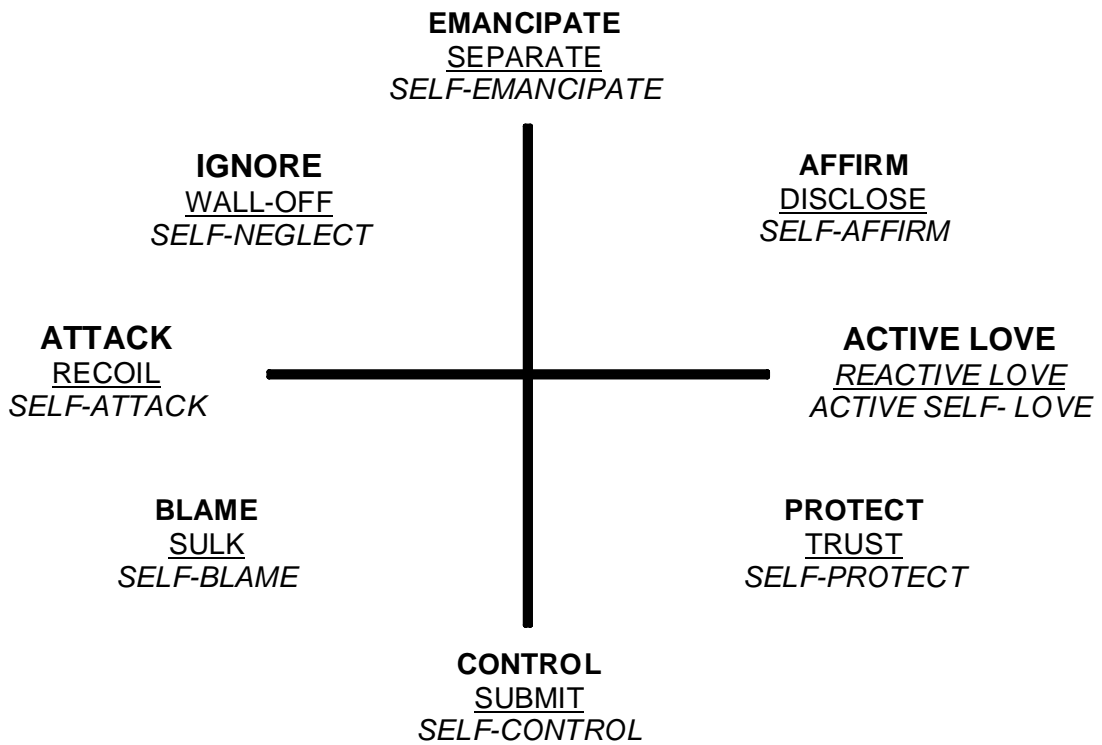 EMANCIPATE
SEPARATE
SELF-EMANCIPATE
IGNORE
WALL-OFF
SELF-NEGLECT
AFFIRM
DISCLOSE
SELF-AFFIRM
ATTACK
RECOIL
SELF-ATTACK
ACTIVE LOVE
REACTIVE LOVE
ACTIVE SELF- LOVE
BLAME
SULK
SELF-BLAME
PROTECT
TRUST
SELF-PROTECT
CONTROL
SUBMIT
SELF-CONTROL